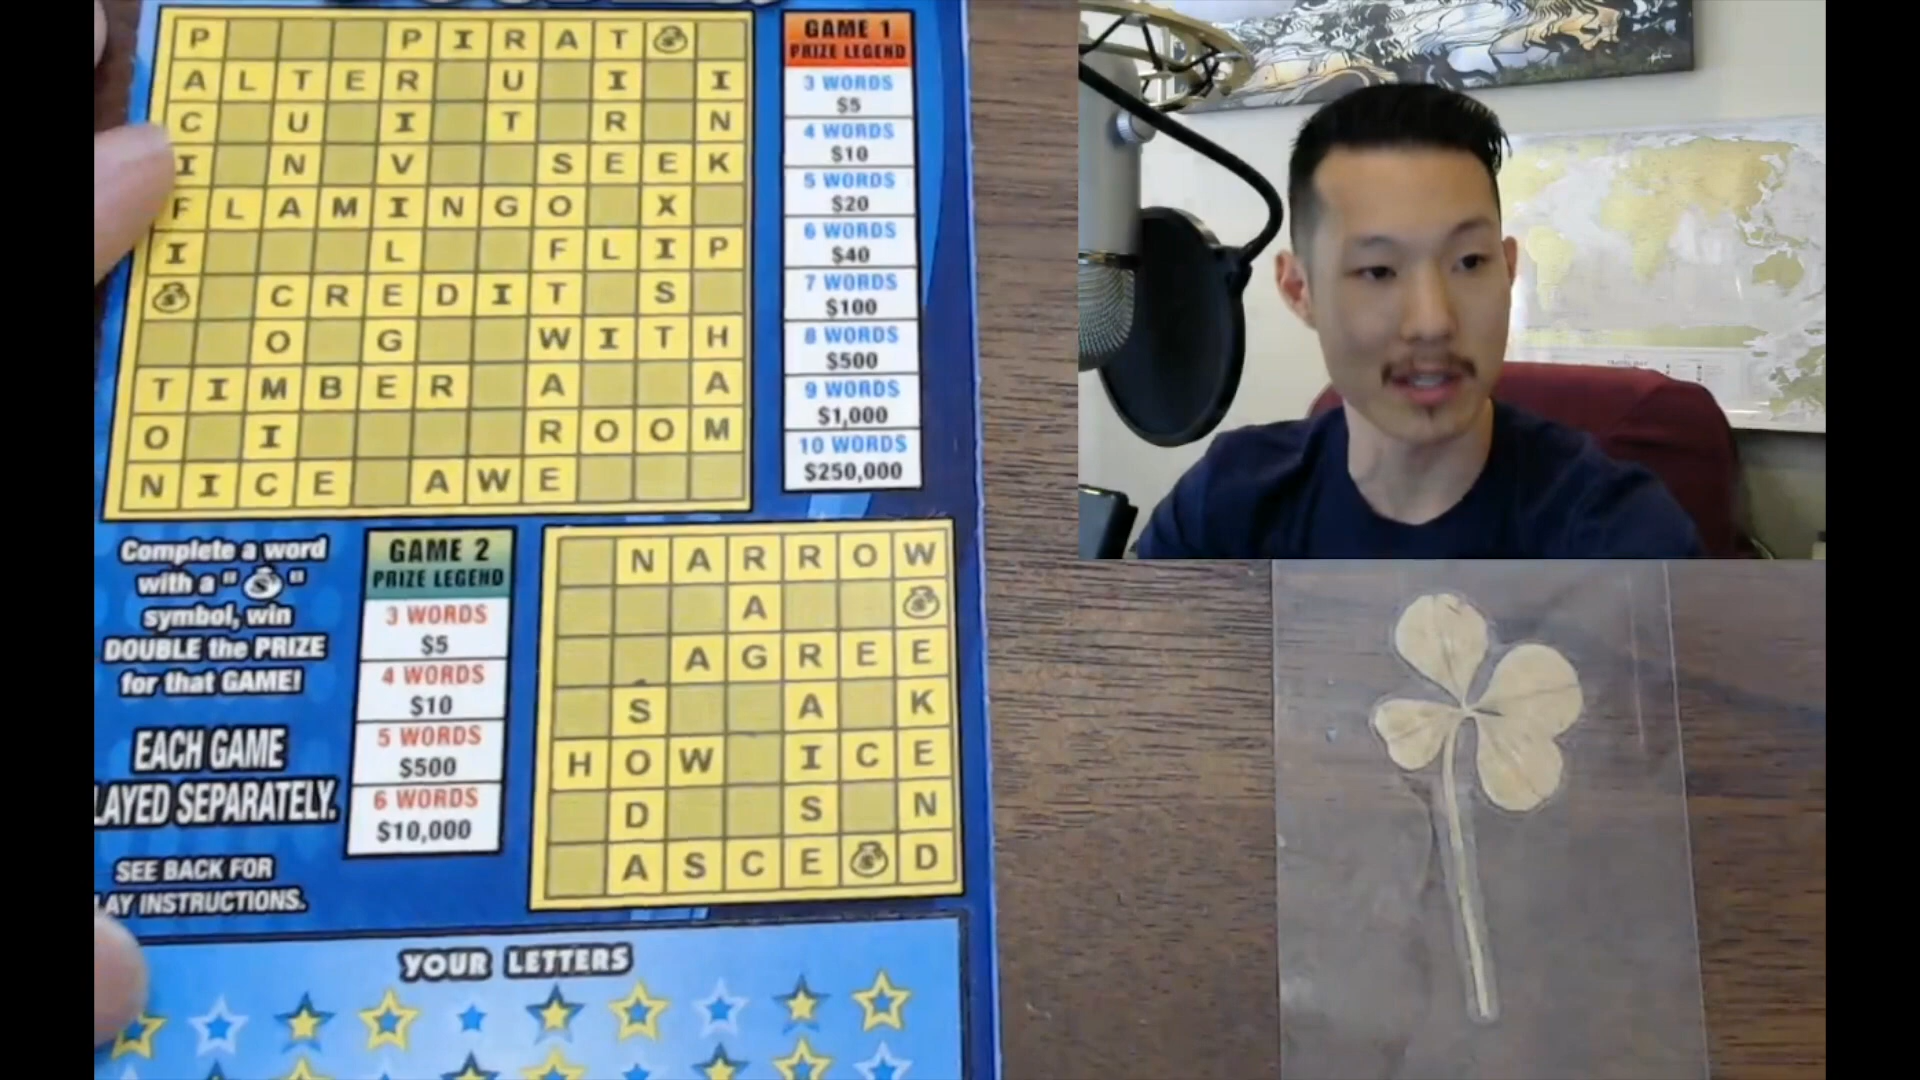 P P I R A T
A L T E R R U I I
C U I T R N
I N V S E E K
F L A M I N G O X
I L F L I P
C R E D I T S
O G W I T H
T I M B E R A A
O I R O O M
N I C E A W E
GAME 1
PRIZE LEGEND
3 WORDS
$5
4 WORDS
$10
5 WORDS
$20
6 WORDS
$40
7 WORDS
$100
8 WORDS
$500
9 WORDS
$1,000
10 WORDS
$250,000
Complete a word
with a " $ "
symbol, win
DOUBLE the PRIZE
for that GAME!
EACH GAME
LAYED SEPARATELY.
SEE BACK FOR
LAY INSTRUCTIONS.
GAME 2
PRIZE LEGEND
3 WORDS
$5
4 WORDS
$10
5 WORDS
$500
6 WORDS
$10,000
N A R R O W
A
A G R E E
S A K
H O W I C E
D S N
A S C E D
YOUR LETTERS